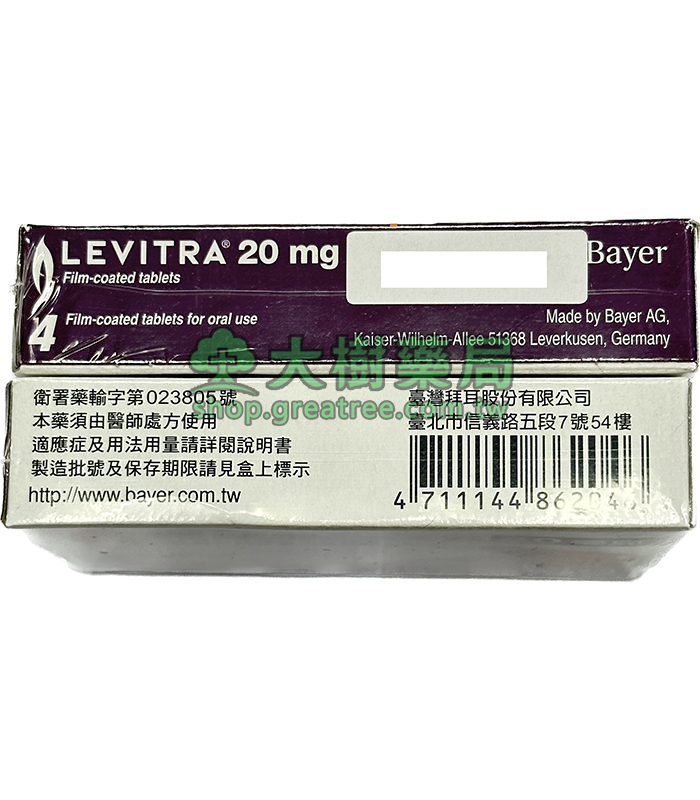 LEVITRA® 20 mg
Film-coated tablets
Bayer
4 Film-coated tablets for oral use
Made by Bayer AG,
Kaiser-Wilhelm-Allee 51368 Leverkusen, Germany
大樹藥局
shop.greatree.com.tw
衛署藥輸字第023805號
本藥須由醫師處方使用
適應症及用法用量請詳閱說明書
製造批號及保存期限請見盒上標示
http://www.bayer.com.tw
臺灣拜耳股份有限公司
臺北市信義路五段7號54樓
4 711144 862046